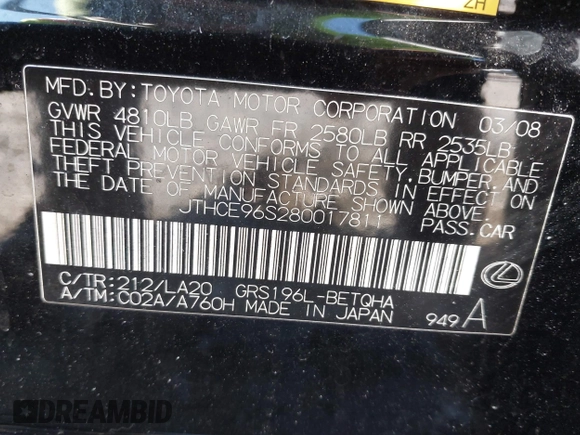 2H
MFD. BY: TOYOTA MOTOR CORPORATION 03/08
GVWR 4810LB GAWR FR 2580LB RR 2535LB
THIS VEHICLE CONFORMS TO ALL APPLICABLE
FEDERAL MOTOR VEHICLE SAFETY, BUMPER, AND
THEFT PREVENTION STANDARDS IN EFFECT ON
THE DATE OF MANUFACTURE SHOWN ABOVE.
JTHCE96S280017811 PASS.CAR
C/TR: 212/LA20 GRS196L-BETQHA
A/TM: C02A/A760H MADE IN JAPAN 949 A
DREAMBID